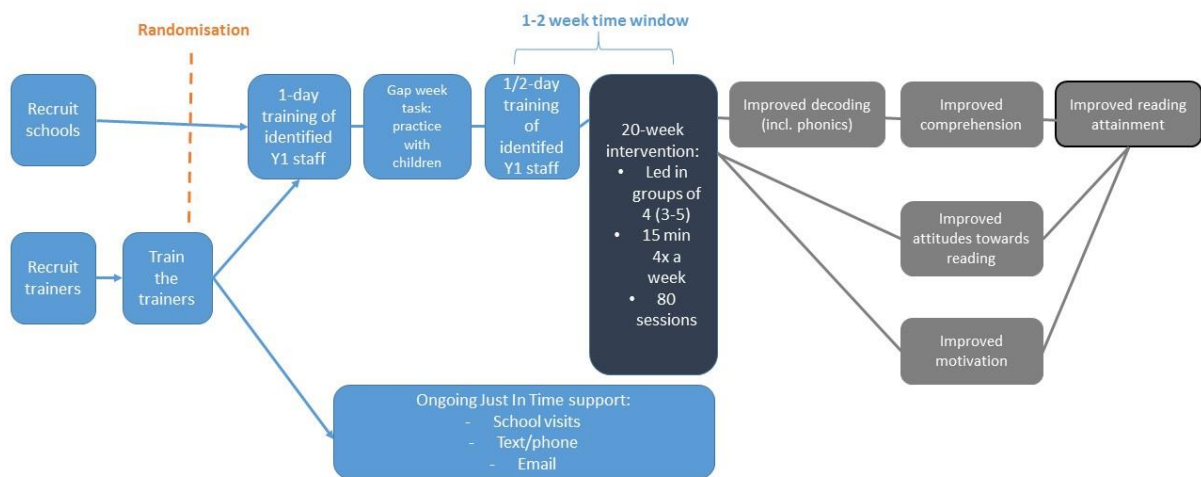 1-2 week time window
Randomisation
Recruit
schools
1-day
training of
identified
Y1 staff
Gap week
task:
practice
with
children
1/2-day
training
of
identifed
Y1 staff
20-week
intervention:
• Led in
groups of
4 (3-5)
• 15 min
4x a
week
• 80
sessions
Improved decoding
(incl. phonics)
Improved
comprehension
Improved reading
attainment
Improved
attitudes towards
reading
Improved
motivation
Recruit
trainers
Train
the
trainers
Ongoing Just In Time support:
- School visits
- Text/phone
- Email